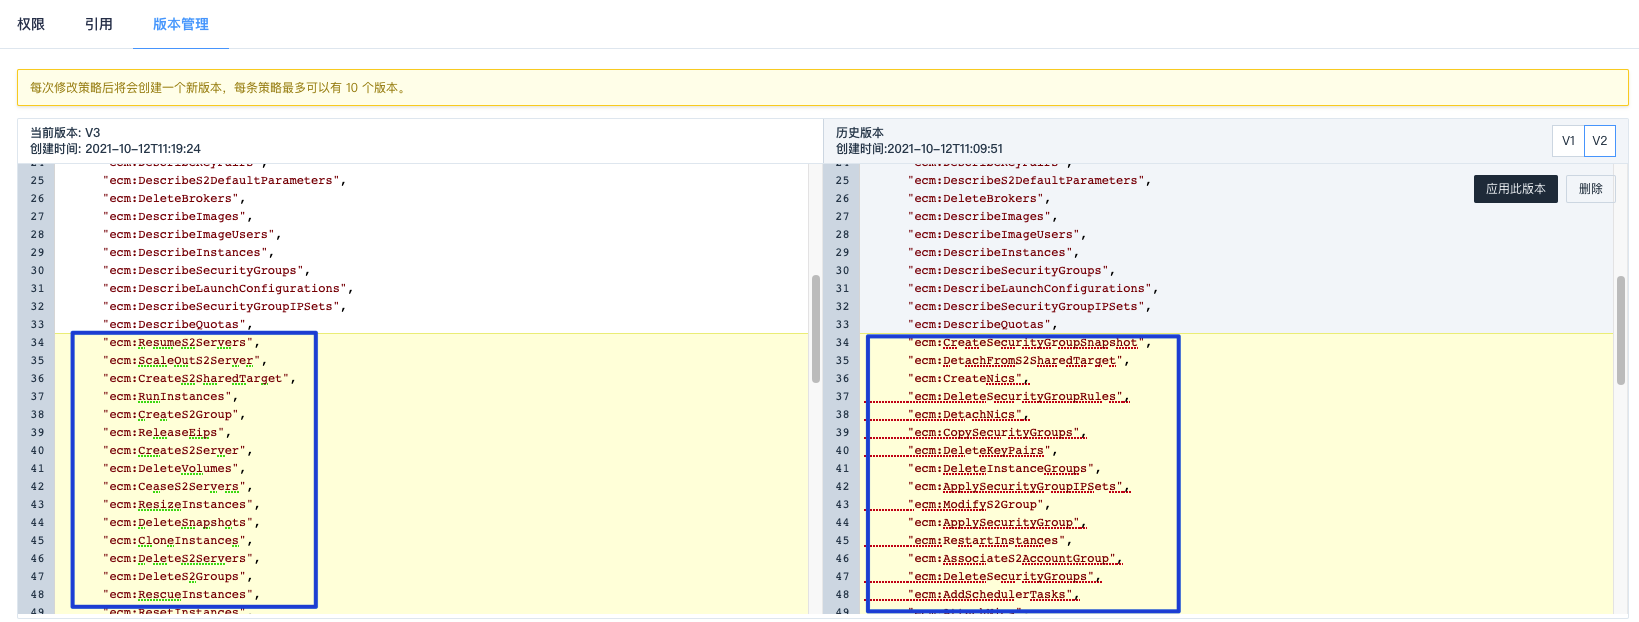 权限 引用 版本管理
每次修改策略后将会创建一个新版本，每条策略最多可以有 10 个版本。
当前版本: V3
创建时间: 2021-10-12T11:19:24
25 "ecm:DescribeS2DefaultParameters",
26 "ecm:DeleteBrokers",
27 "ecm:DescribeImages",
28 "ecm:DescribeImageUsers",
29 "ecm:DescribeInstances",
30 "ecm:DescribeSecurityGroups",
31 "ecm:DescribeLaunchConfigurations",
32 "ecm:DescribeSecurityGroupIPSets",
33 "ecm:DescribeQuotas",
34 "ecm:ResumeS2Servers",
35 "ecm:ScaleOutS2Server",
36 "ecm:CreateS2SharedTarget",
37 "ecm:RunInstances",
38 "ecm:CreateS2Group",
39 "ecm:ReleaseEips",
40 "ecm:CreateS2Server",
41 "ecm:DeleteVolumes",
42 "ecm:CeaseS2Servers",
43 "ecm:ResizeInstances",
44 "ecm:DeleteSnapshots",
45 "ecm:CloneInstances",
46 "ecm:DeleteS2Servers",
47 "ecm:DeleteS2Groups",
48 "ecm:RescueInstances",
49 "ecm:ResetInstances",
历史版本
创建时间:2021-10-12T11:09:51
V1 V2
应用此版本 删除
25 "ecm:DescribeS2DefaultParameters",
26 "ecm:DeleteBrokers",
27 "ecm:DescribeImages",
28 "ecm:DescribeImageUsers",
29 "ecm:DescribeInstances",
30 "ecm:DescribeSecurityGroups",
31 "ecm:DescribeLaunchConfigurations",
32 "ecm:DescribeSecurityGroupIPSets",
33 "ecm:DescribeQuotas",
34 "ecm:CreateSecurityGroupSnapshot",
35 "ecm:DetachFromS2SharedTarget",
36 "ecm:CreateNics",
37 "ecm:DeleteSecurityGroupRules",
38 "ecm:DetachNics",
39 "ecm:CopySecurityGroups",
40 "ecm:DeleteKeyPairs",
41 "ecm:DeleteInstanceGroups",
42 "ecm:ApplySecurityGroupIPSets",
43 "ecm:ModifyS2Group",
44 "ecm:ApplySecurityGroup",
45 "ecm:RestartInstances",
46 "ecm:AssociateS2AccountGroup",
47 "ecm:DeleteSecurityGroups",
48 "ecm:AddSchedulerTasks",
49